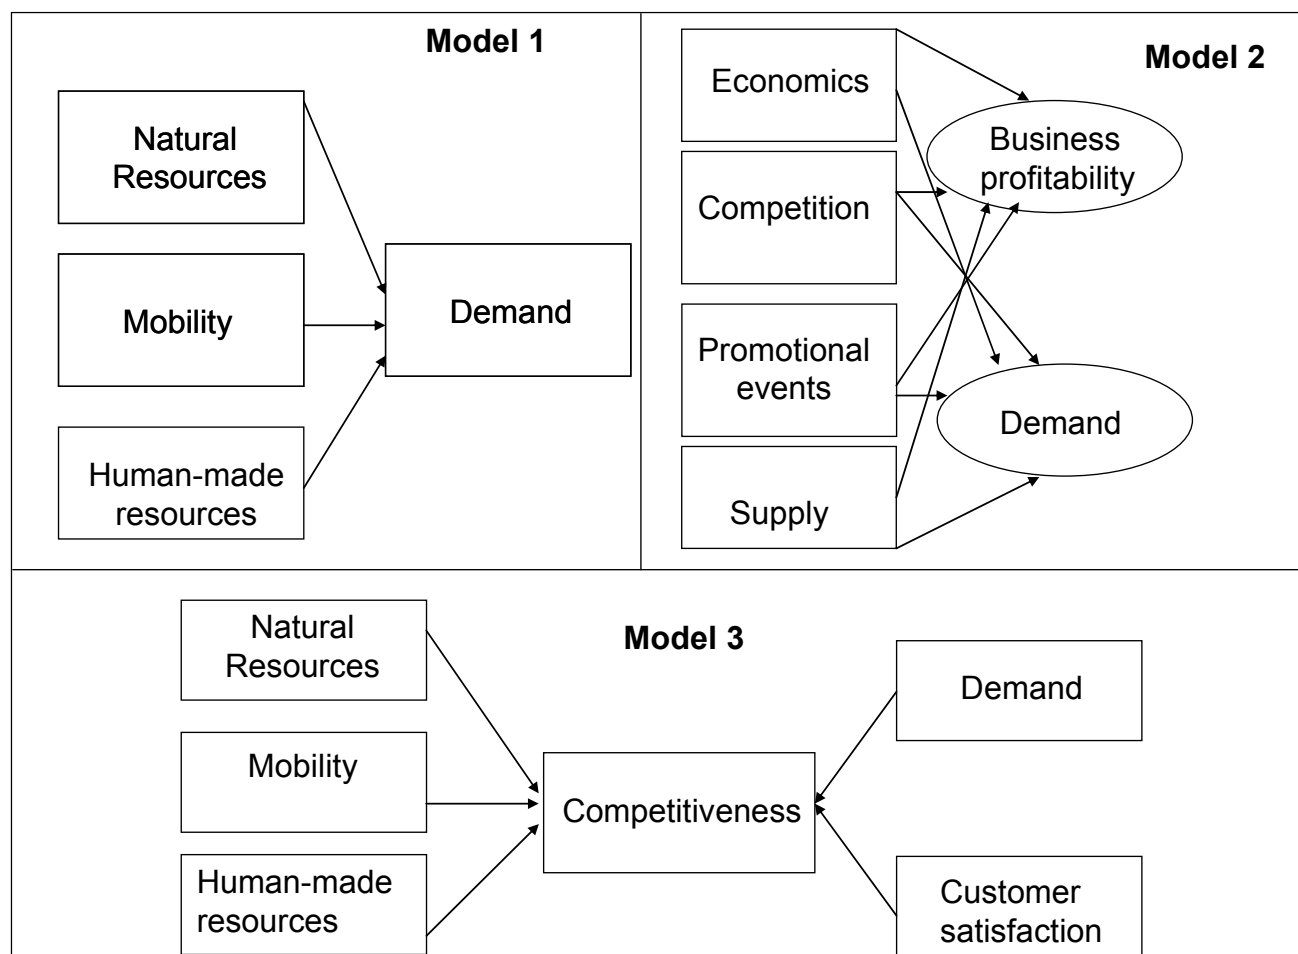 Model 1
Natural
Resources
Mobility
Human-made
resources
Demand
Model 2
Economics
Competition
Promotional
events
Supply
Business
profitability
Demand
Model 3
Natural
Resources
Mobility
Human-made
resources
Competitiveness
Demand
Customer
satisfaction